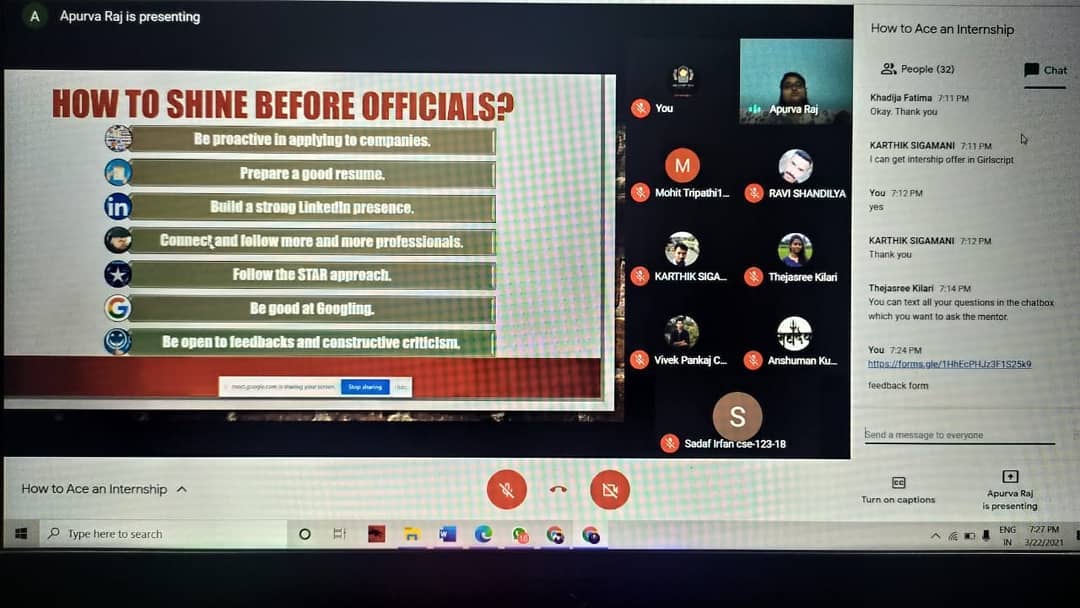 A
Apurva Raj is presenting
HOW TO SHINE BEFORE OFFICIALS?
Be proactive in applying to companies.
Prepare a good resume.
in
Build a strong LinkedIn presence.
Connect and follow more and more professionals.
Follow the STAR approach.
G
Be good at Googling.
Be open to feedbacks and constructive criticism.
meet.google.com is sharing your screen.
Stop sharing
Hide
You
Apurva Raj
M
Mohit Tripathi1...
RAVI SHANDILYA
KARTHIK SIGA...
Thejasree Kilari
Vivek Pankaj C...
Anshuman Ku...
S
Sadaf Irfan cse-123-18
How to Ace an Internship
People (32)
Chat
Khadija Fatima 7:11 PM
Okay. Thank you
KARTHIK SIGAMANI 7:11 PM
I can get intership offer in Girlscript
You 7:12 PM
yes
KARTHIK SIGAMANI 7:12 PM
Thank you
Thejasree Kilari 7:14 PM
You can text all your questions in the chatbox
which you want to ask the mentor.
You 7:24 PM
https://forms.gle/1HhEcPHJz3F1S25k9
feedback form
Send a message to everyone
How to Ace an Internship
CC
Turn on captions
Apurva Raj
is presenting
Type here to search
W
ENG
IN
7:27 PM
3/22/2021